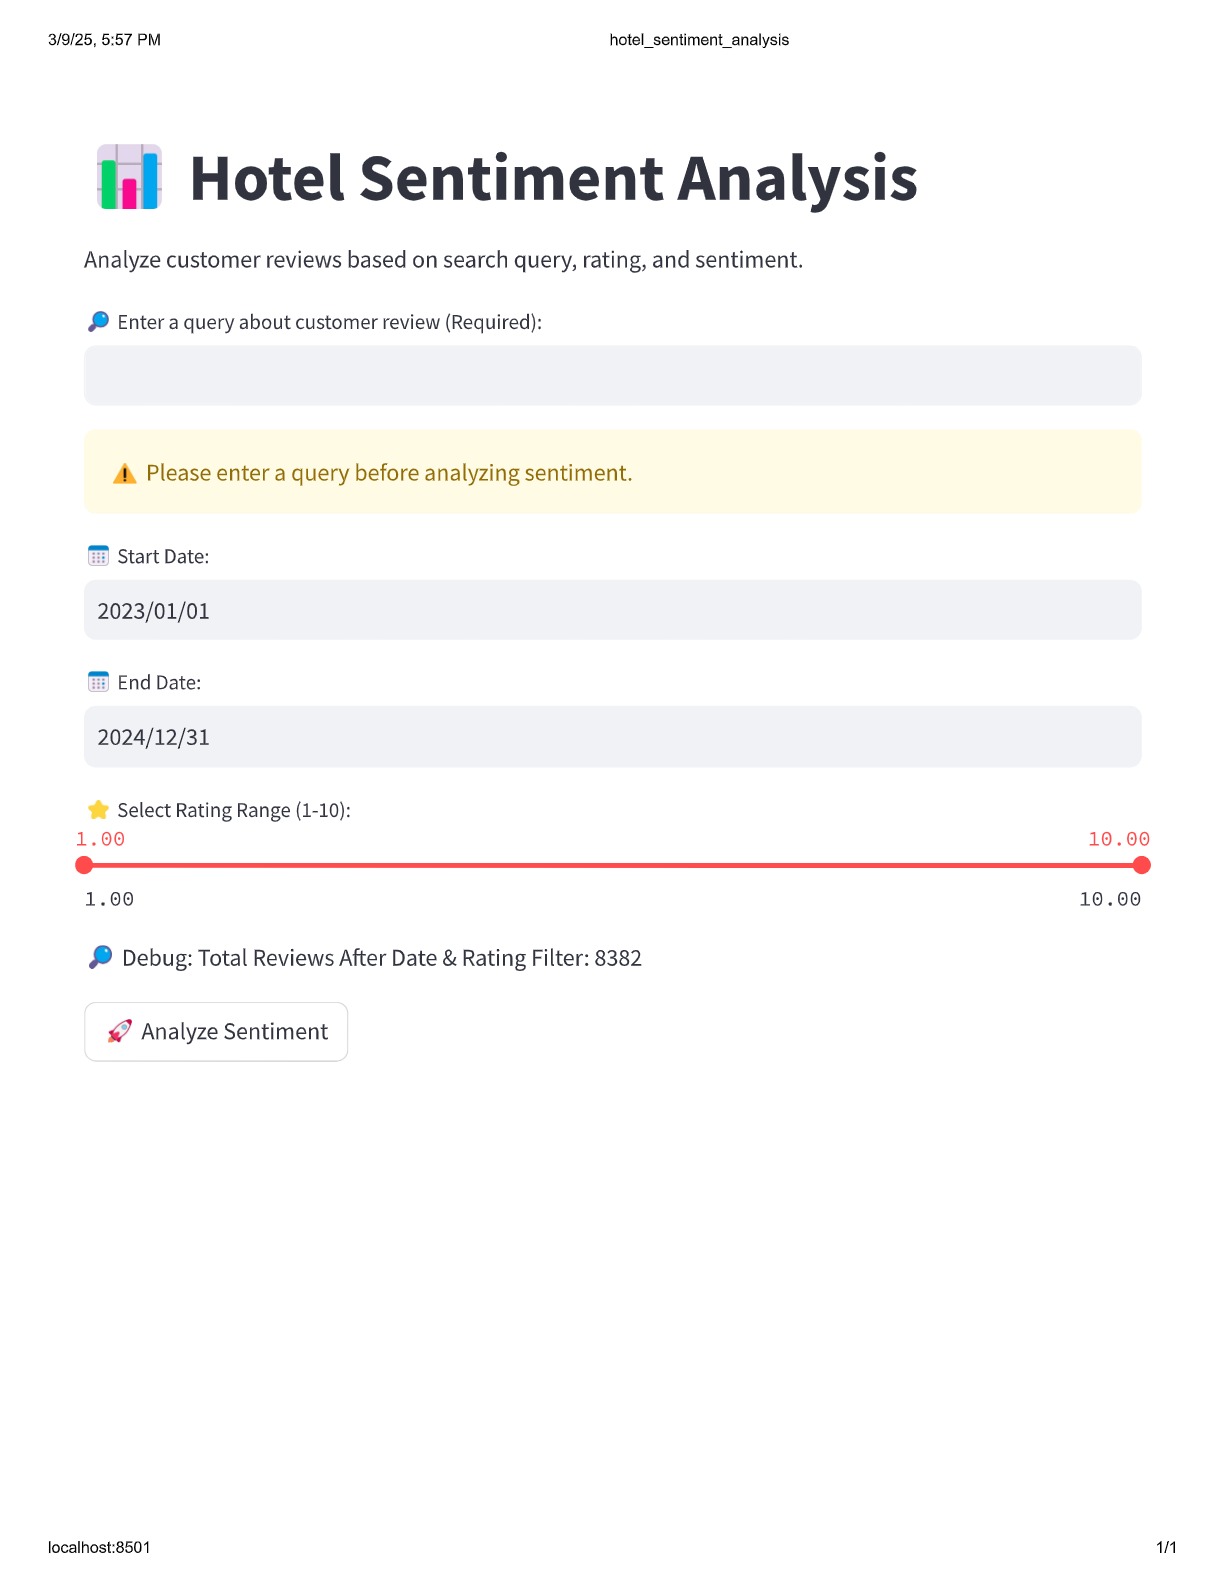 3/9/25, 5:57 PM
hotel_sentiment_analysis
Hotel Sentiment Analysis
Analyze customer reviews based on search query, rating, and sentiment.
Enter a query about customer review (Required):
Please enter a query before analyzing sentiment.
Start Date:
2023/01/01
End Date:
2024/12/31
Select Rating Range (1-10):
1.00
10.00
1.00
10.00
Debug: Total Reviews After Date & Rating Filter: 8382
Analyze Sentiment
localhost:8501
1/1